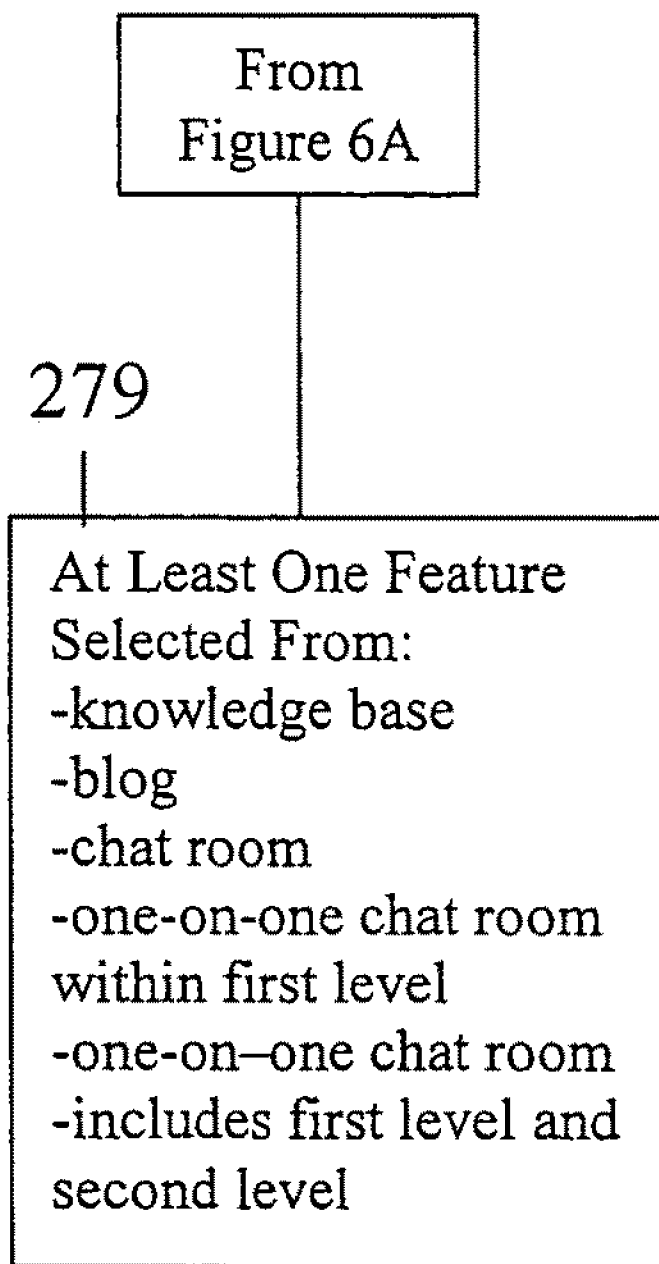 From
Figure 6A
279
At Least One Feature
Selected From:
-knowledge base
-blog
-chat room
-one-on-one chat room
within first level
-one-on–one chat room
-includes first level and
second level